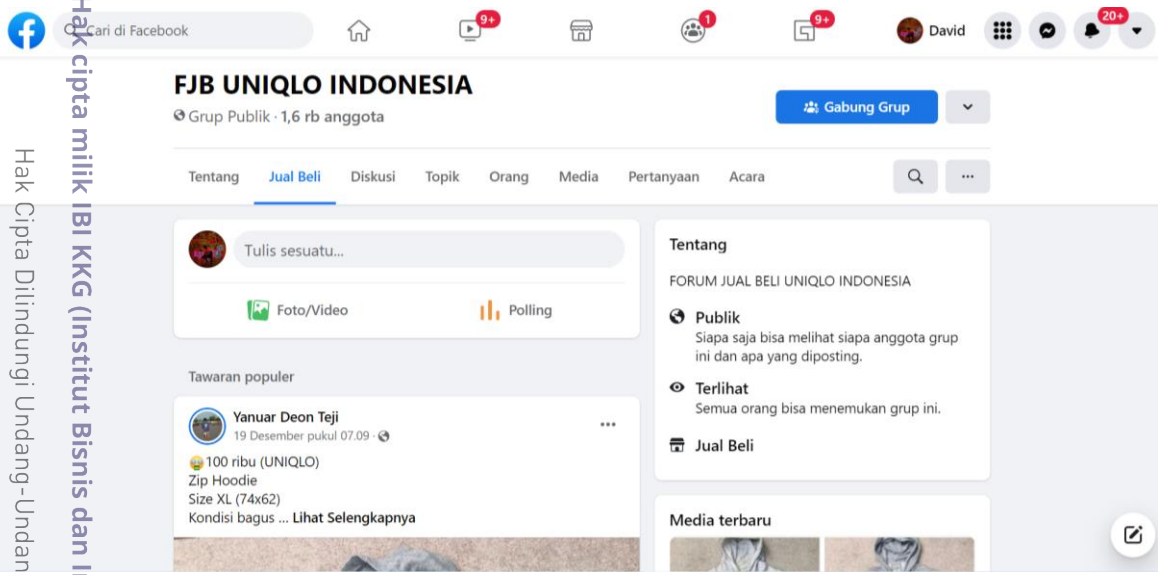 Cari di Facebook
9+
1
9+
David
20+
FJB UNIQLO INDONESIA
Grup Publik · 1,6 rb anggota
Gabung Grup
Tentang
Jual Beli
Diskusi
Topik
Orang
Media
Pertanyaan
Acara
Tulis sesuatu...
Foto/Video
Polling
Tawaran populer
Yanuar Deon Teji
19 Desember pukul 07.09 ·
100 ribu (UNIQLO)
Zip Hoodie
Size XL (74x62)
Kondisi bagus ... Lihat Selengkapnya
Tentang
FORUM JUAL BELI UNIQLO INDONESIA
Publik
Siapa saja bisa melihat siapa anggota grup
ini dan apa yang diposting.
Terlihat
Semua orang bisa menemukan grup ini.
Jual Beli
Media terbaru
Hak cipta milik IBI KKG (Institut Bisnis dan
Hak Cipta Dilindungi